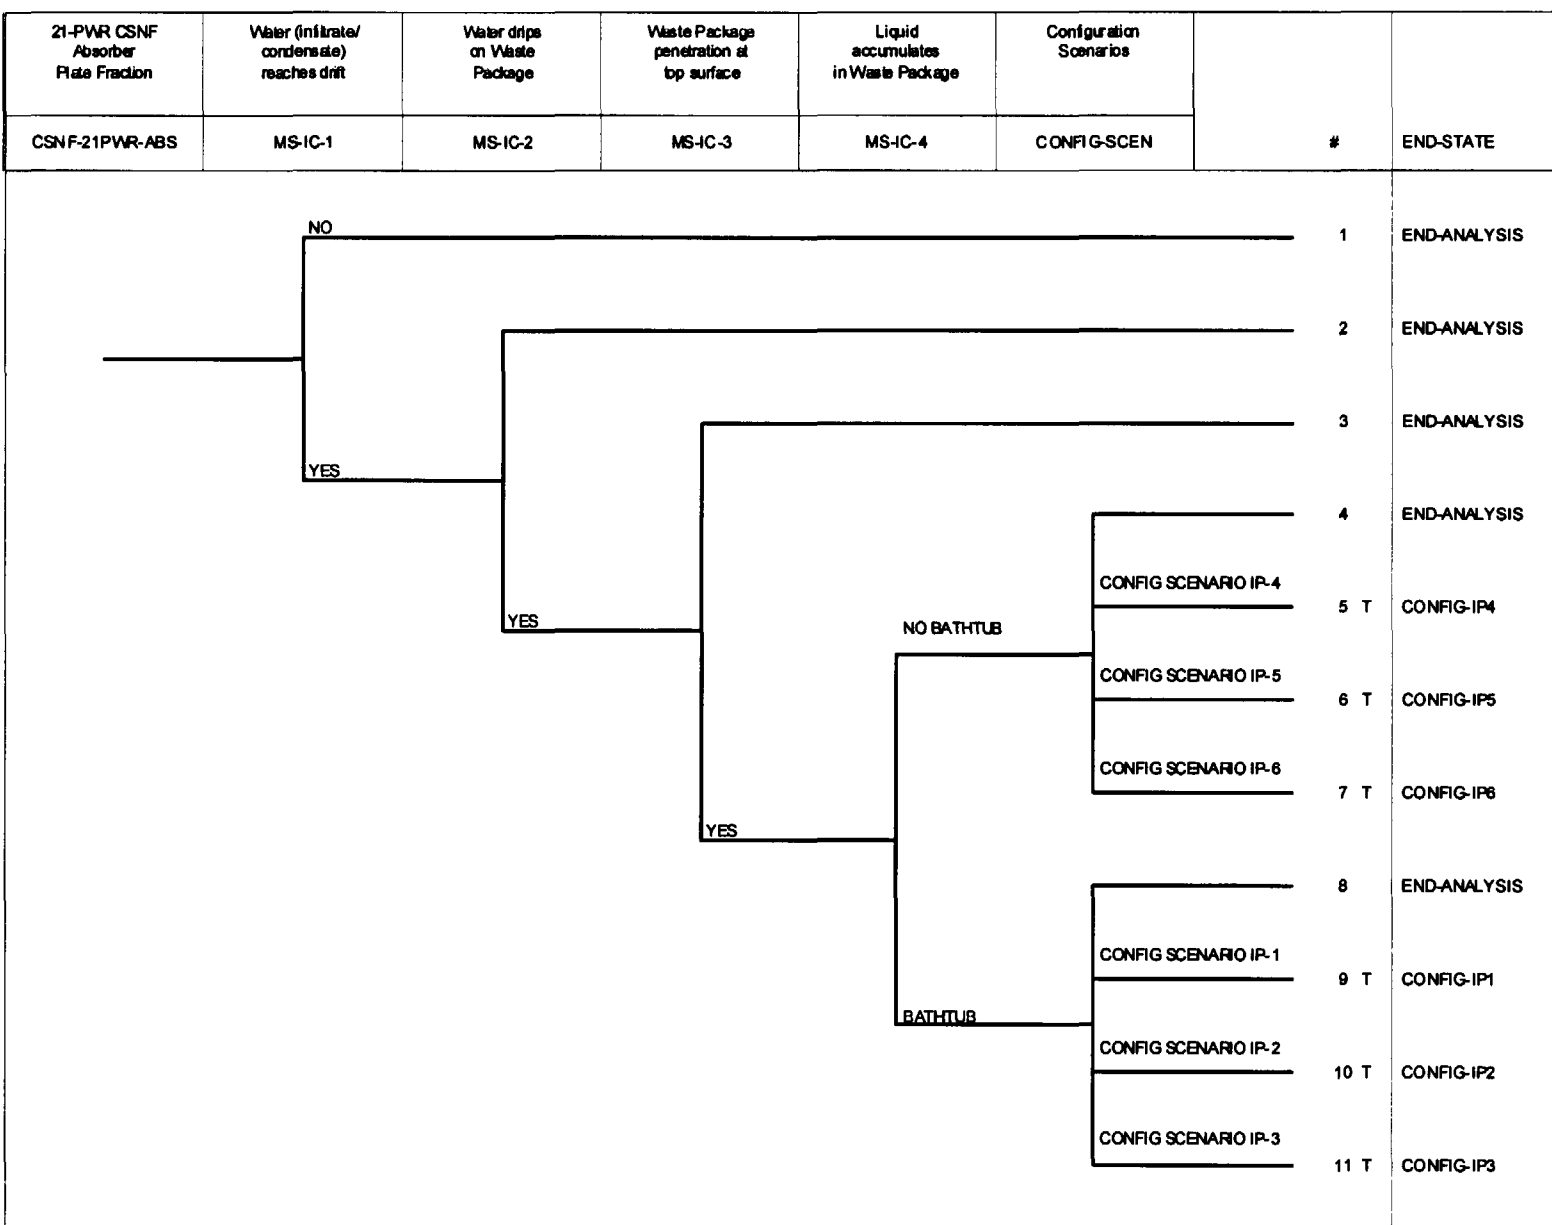 21-PWR CSNF
Absorber
Plate Fraction
Water (infiltrate/
condensate)
reaches drift
Water drips
on Waste
Package
Waste Package
penetration at
top surface
Liquid
accumulates
in Waste Package
Configuration
Scenarios
CSNF-21PWR-ABS
MS-IC-1
MS-IC-2
MS-IC-3
MS-IC-4
CONFIG-SCEN
#
END-STATE
NO
1
END-ANALYSIS
2
END-ANALYSIS
3
END-ANALYSIS
YES
4
END-ANALYSIS
CONFIG SCENARIO IP-4
5 T
CONFIG-IP4
YES
NO BATHTUB
CONFIG SCENARIO IP-5
6 T
CONFIG-IP5
CONFIG SCENARIO IP-6
7 T
CONFIG-IP6
YES
8
END-ANALYSIS
CONFIG SCENARIO IP-1
9 T
CONFIG-IP1
BATHTUB
CONFIG SCENARIO IP-2
10 T
CONFIG-IP2
CONFIG SCENARIO IP-3
11 T
CONFIG-IP3